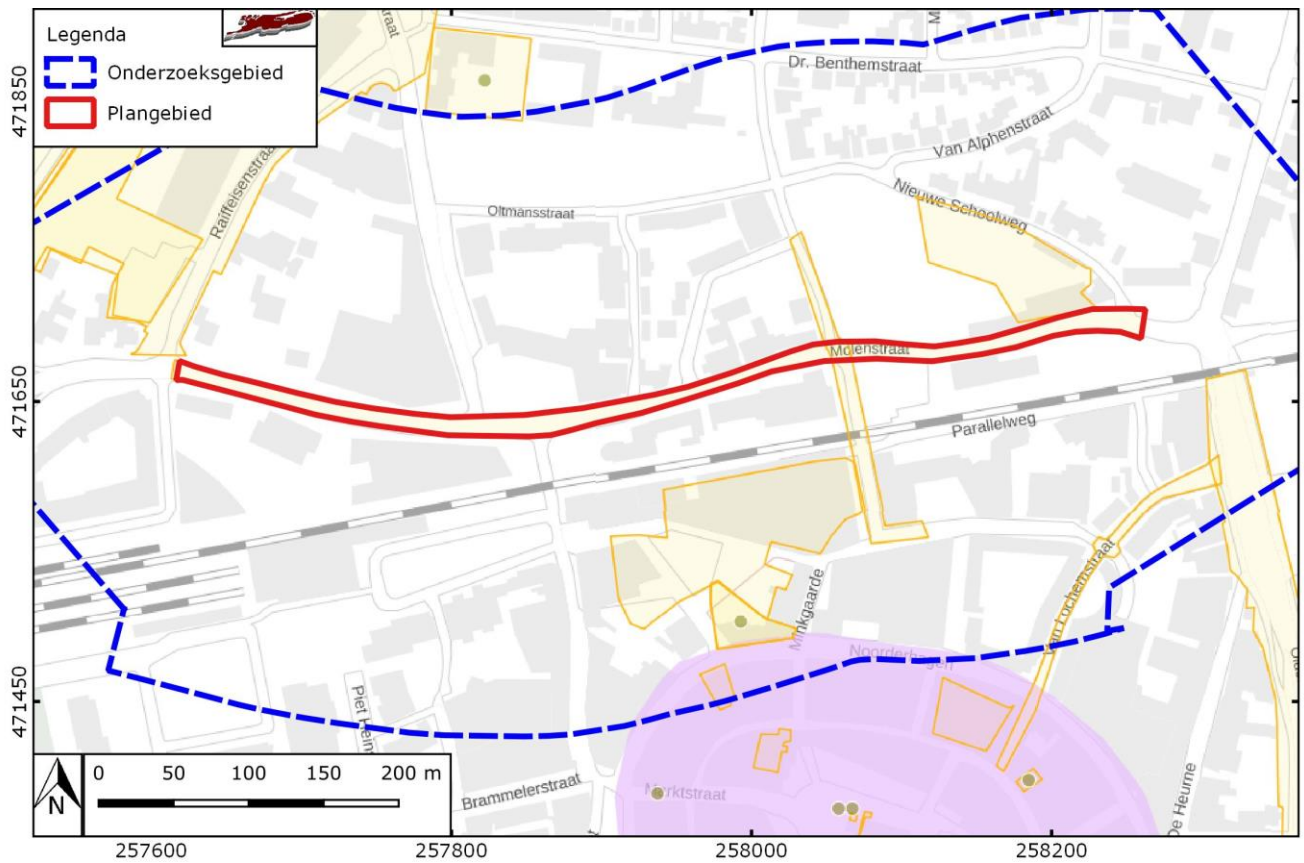 Legenda
Onderzoeksgebied
Plangebied
Dr. Benthemstraat
Van Alphenstraat
Raiffeisenstraat
Nieuwe Schoolweg
Oltmansstraat
Molenstraat
Parallelweg
Van Lochemstraat
Minkgaarde
Noorderhagen
Piet Hein
Brammelerstraat
Marktstraat
De Heurne
471850
471650
471450
0 50 100 150 200 m
N
257600 257800 258000 258200